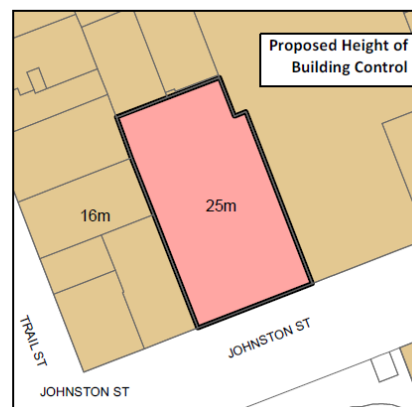 Proposed Height of
Building Control
25m
16m
TRAIL ST
JOHNSTON ST
JOHNSTON ST